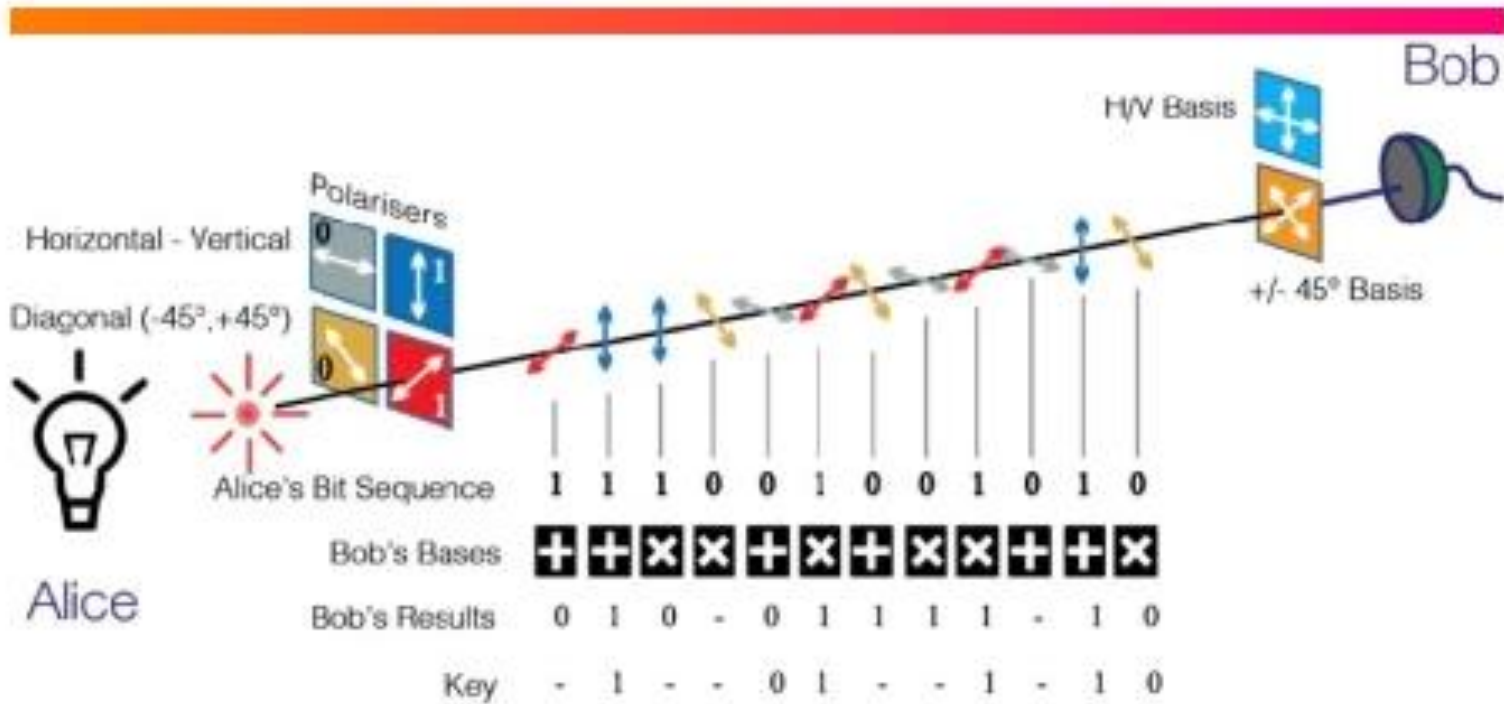 Bob
H/V Basis
Polarisers
0
1
Horizontal - Vertical
Diagonal (-45°,+45°)
0
1
+/- 45° Basis
Alice's Bit Sequence 1 1 1 0 0 1 0 0 1 0 1 0
Bob's Bases + + × × + × + × × + + ×
Alice
Bob's Results 0 1 0 - 0 1 1 1 1 - 1 0
Key - 1 - - 0 1 - - 1 - 1 0